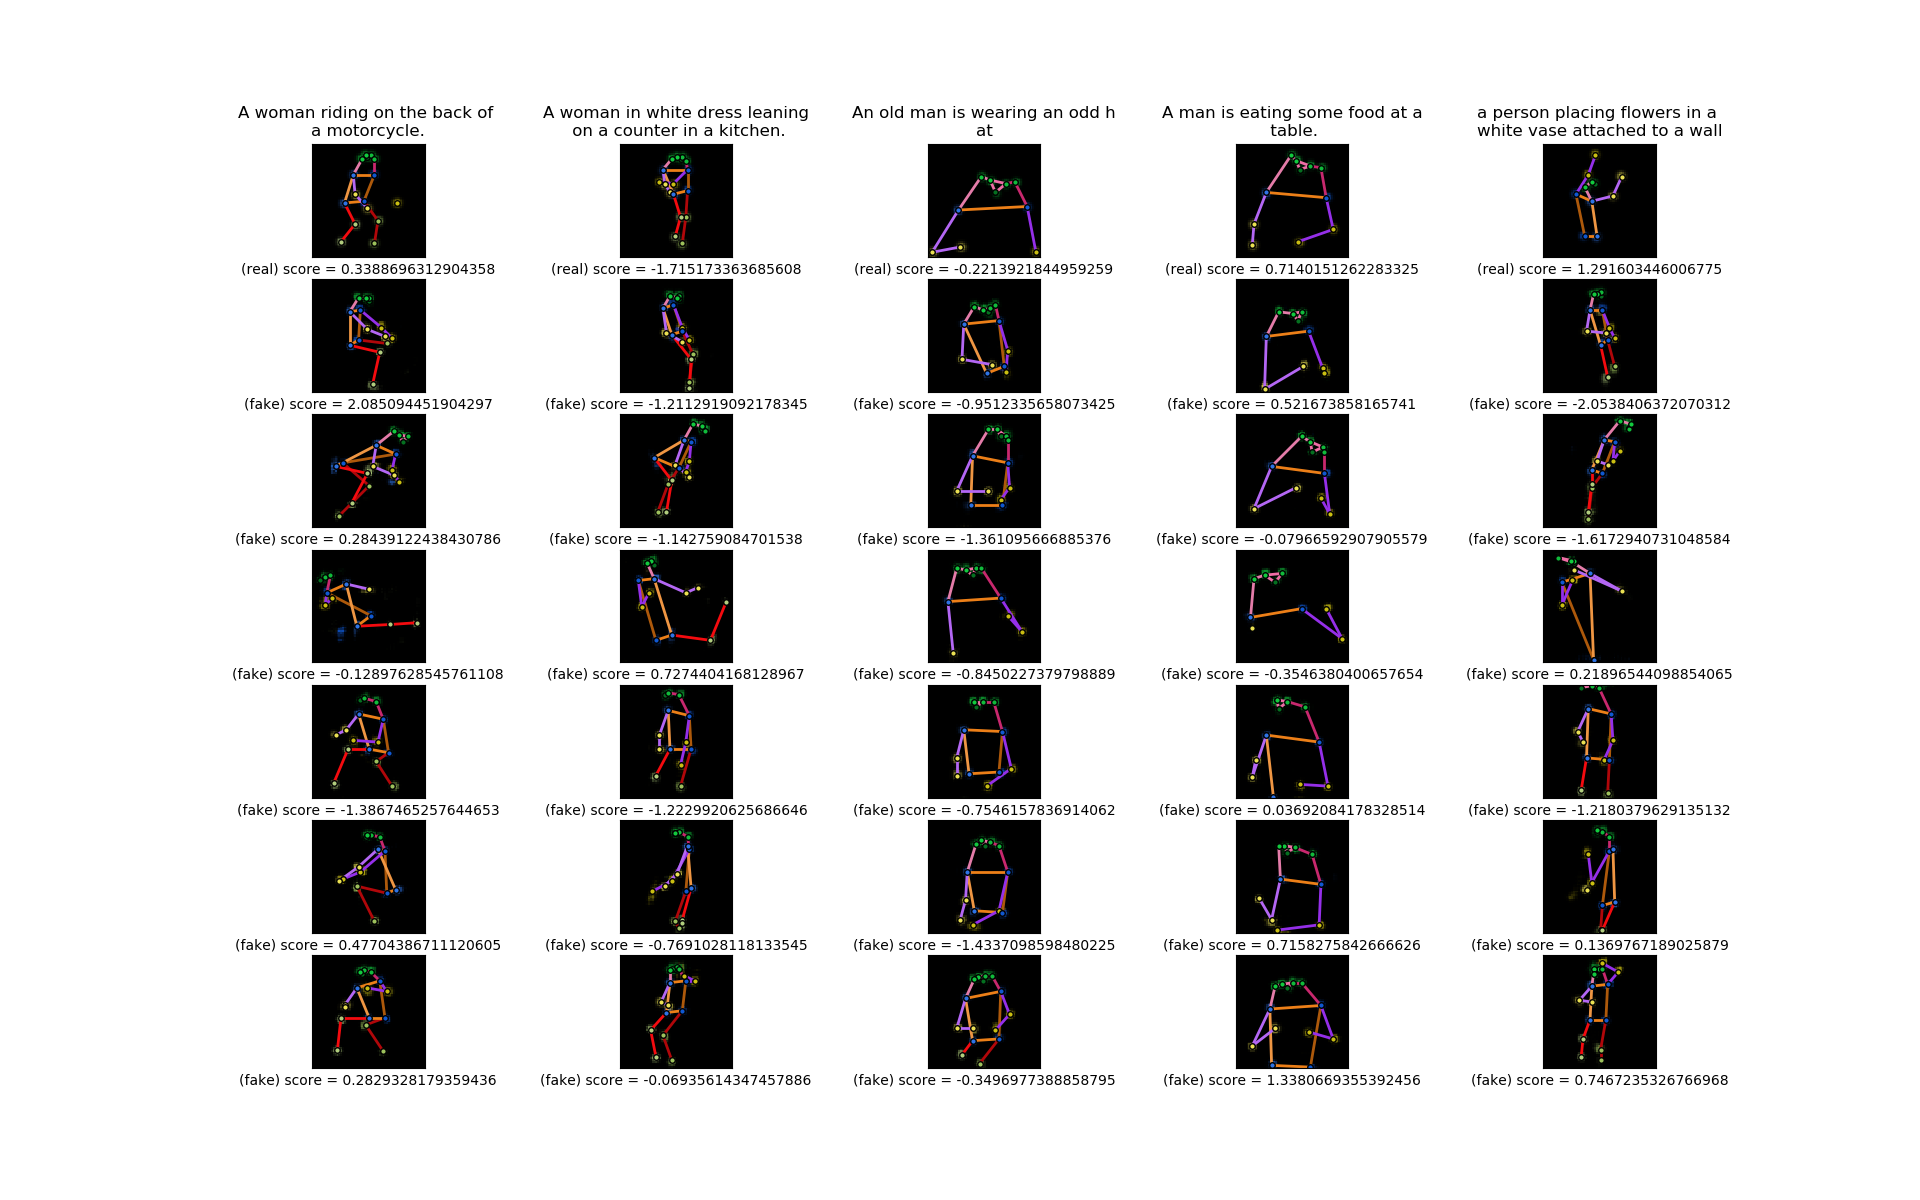 A woman riding on the back of
a motorcycle.
A woman in white dress leaning
on a counter in a kitchen.
An old man is wearing an odd h
at
A man is eating some food at a
table.
a person placing flowers in a
white vase attached to a wall
(real) score = 0.3388696312904358
(real) score = -1.715173363685608
(real) score = -0.2213921844959259
(real) score = 0.7140151262283325
(real) score = 1.291603446006775
(fake) score = 2.085094451904297
(fake) score = -1.2112919092178345
(fake) score = -0.9512335658073425
(fake) score = 0.521673858165741
(fake) score = -2.0538406372070312
(fake) score = 0.28439122438430786
(fake) score = -1.142759084701538
(fake) score = -1.361095666885376
(fake) score = -0.07966592907905579
(fake) score = -1.6172940731048584
(fake) score = -0.12897628545761108
(fake) score = 0.7274404168128967
(fake) score = -0.8450227379798889
(fake) score = -0.3546380400657654
(fake) score = 0.21896544098854065
(fake) score = -1.3867465257644653
(fake) score = -1.2229920625686646
(fake) score = -0.7546157836914062
(fake) score = 0.03692084178328514
(fake) score = -1.2180379629135132
(fake) score = 0.47704386711120605
(fake) score = -0.7691028118133545
(fake) score = -1.4337098598480225
(fake) score = 0.7158275842666626
(fake) score = 0.1369767189025879
(fake) score = 0.2829328179359436
(fake) score = -0.06935614347457886
(fake) score = -0.3496977388858795
(fake) score = 1.3380669355392456
(fake) score = 0.7467235326766968